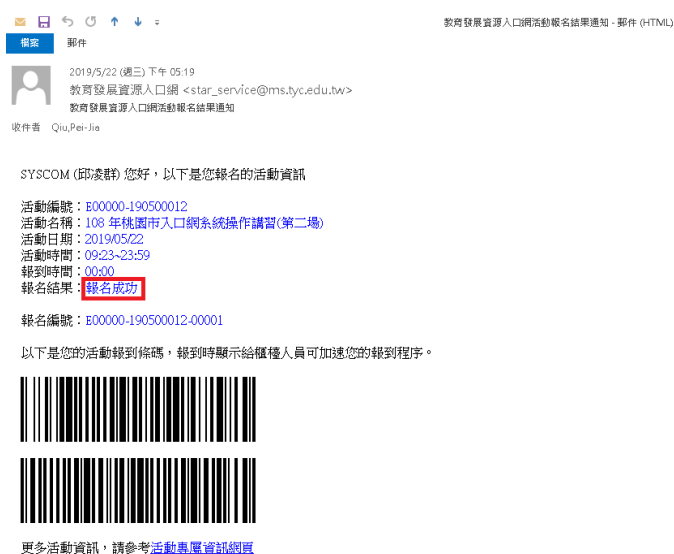 教育發展資源入口網活動報名結果通知 - 郵件 (HTML)
檔案 郵件
2019/5/22 (週三) 下午 05:19
教育發展資源入口網 <star_service@ms.tyc.edu.tw>
教育發展資源入口網活動報名結果通知
收件者 Qiu,Pei-Jia
SYSCOM (邱凌群) 您好，以下是您報名的活動資訊
活動編號：E00000-190500012
活動名稱：108 年桃園市入口網系統操作講習(第二場)
活動日期：2019/05/22
活動時間：09:23~23:59
報到時間：00:00
報名結果：報名成功
報名編號：E00000-190500012-00001
以下是您的活動報到條碼，報到時顯示給櫃檯人員可加速您的報到程序。
更多活動資訊，請參考活動專屬資訊網頁